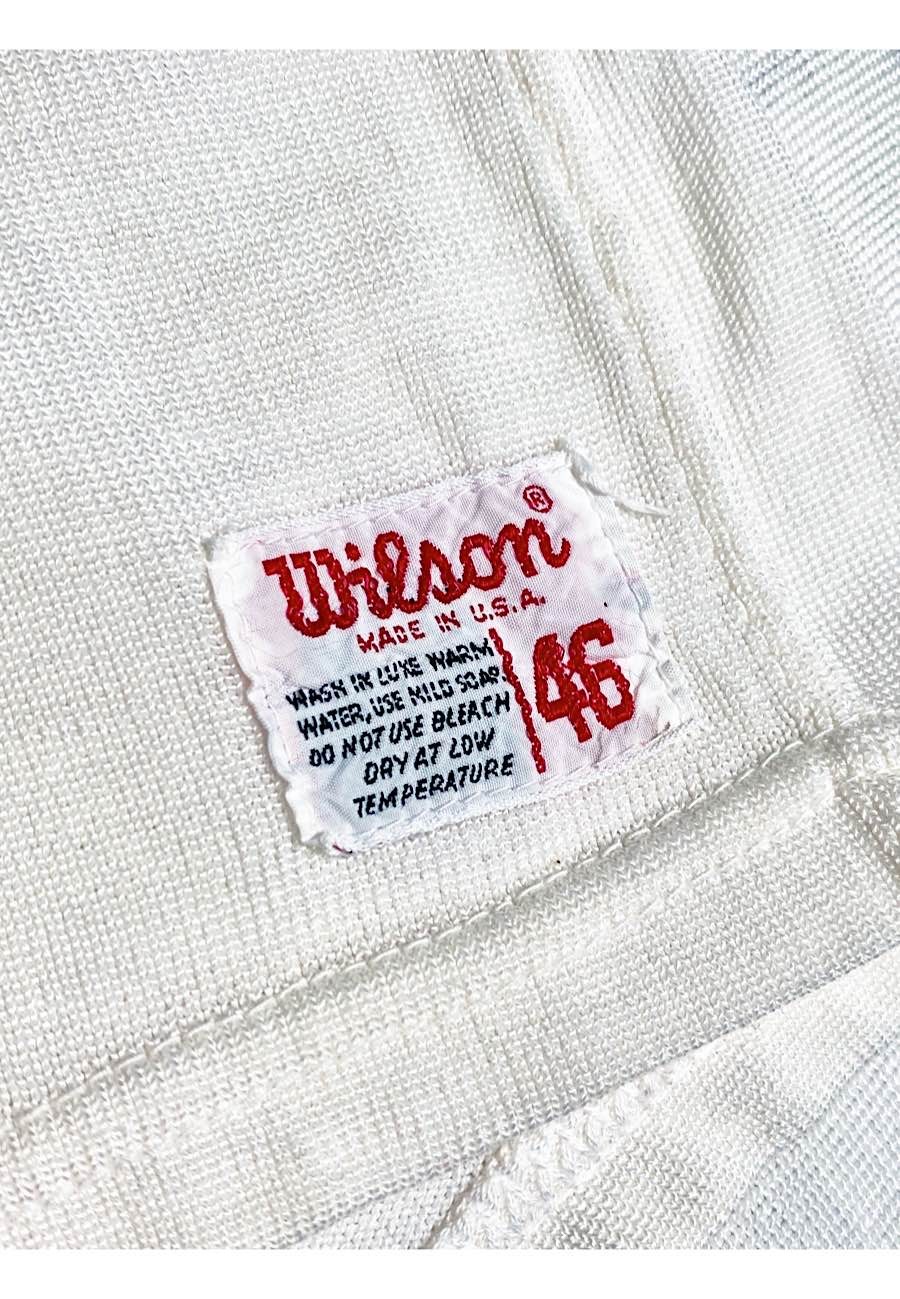 Wilson®
MADE IN U.S.A.
WASH IN LUKE WARM
WATER, USE MILD SOAP.
DO NOT USE BLEACH
DRY AT LOW
TEMPERATURE
46